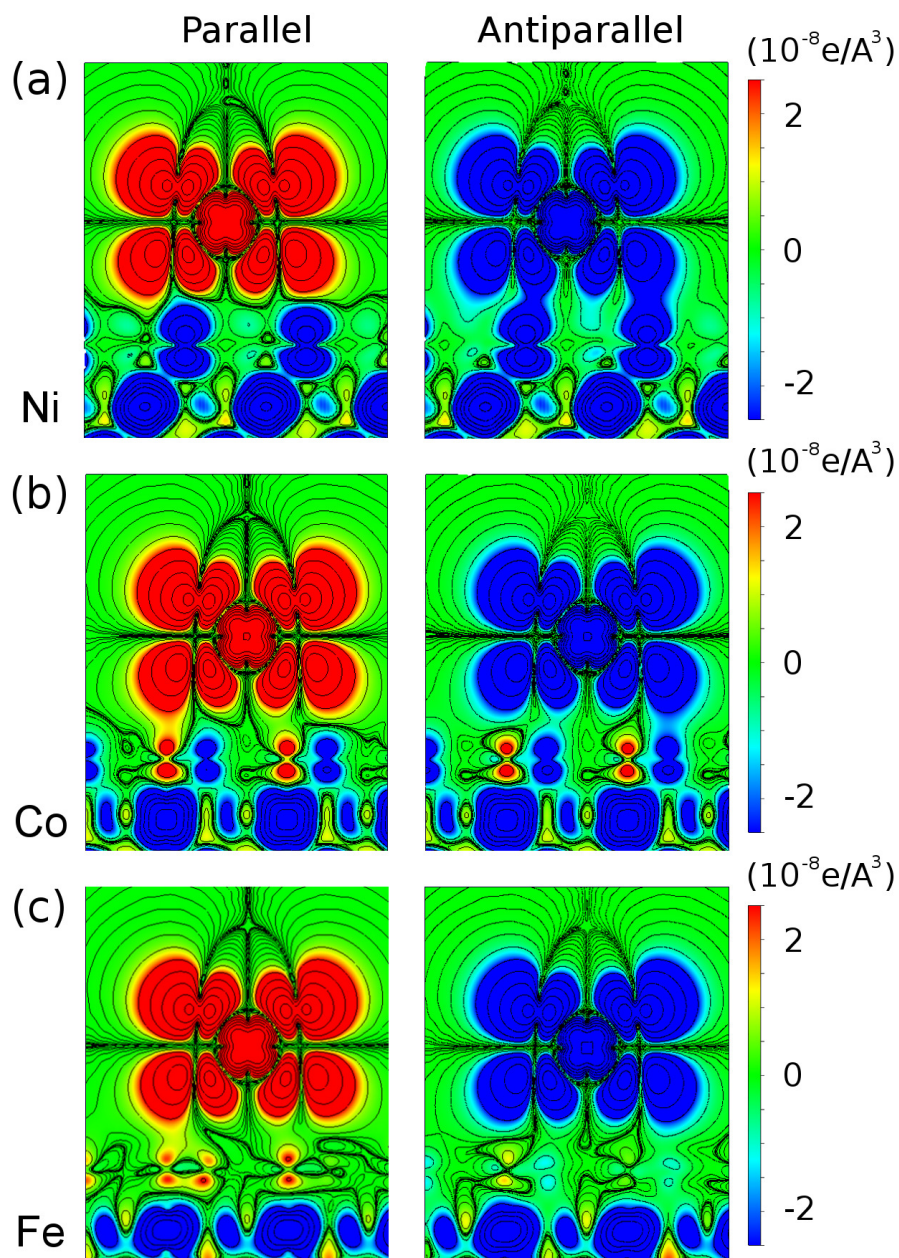 Parallel
Antiparallel
(10⁻⁸e/A³)
(a)
2
0
-2
Ni
(10⁻⁸e/A³)
(b)
2
0
-2
Co
(10⁻⁸e/A³)
(c)
2
0
-2
Fe